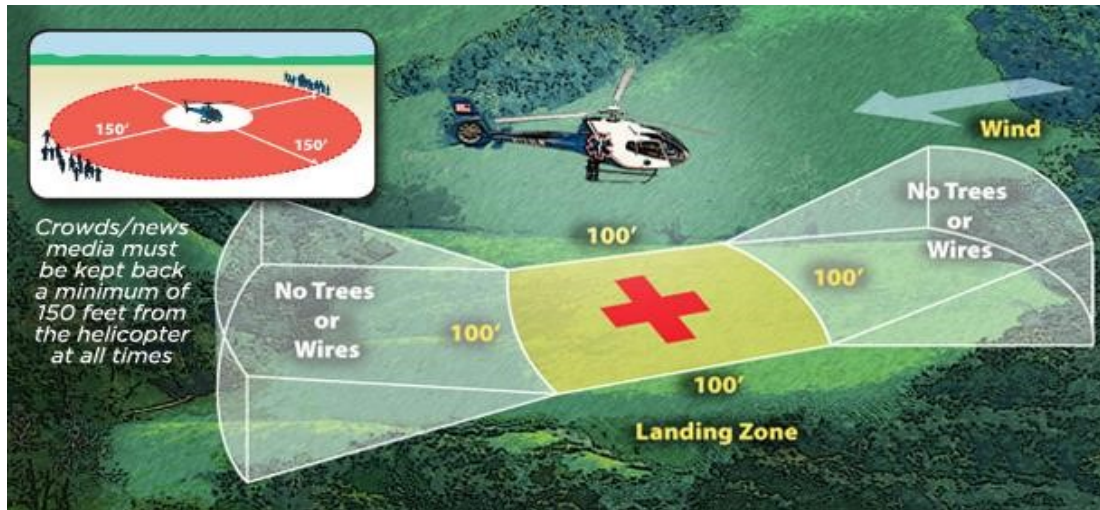 150'
150'
Crowds/news
media must
be kept back
a minimum of
150 feet from
the helicopter
at all times
Wind
No Trees
or
Wires
100'
100'
No Trees
or
Wires
100'
100'
Landing Zone